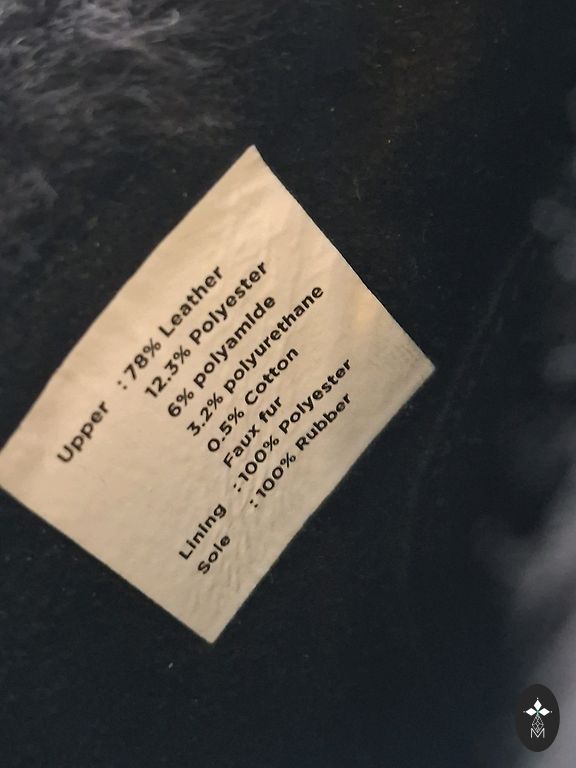 Upper : 78% Leather
12.3% Polyester
6% polyamide
3.2% polyurethane
0.5% Cotton
Faux fur
Lining : 100% Polyester
Sole : 100% Rubber
M